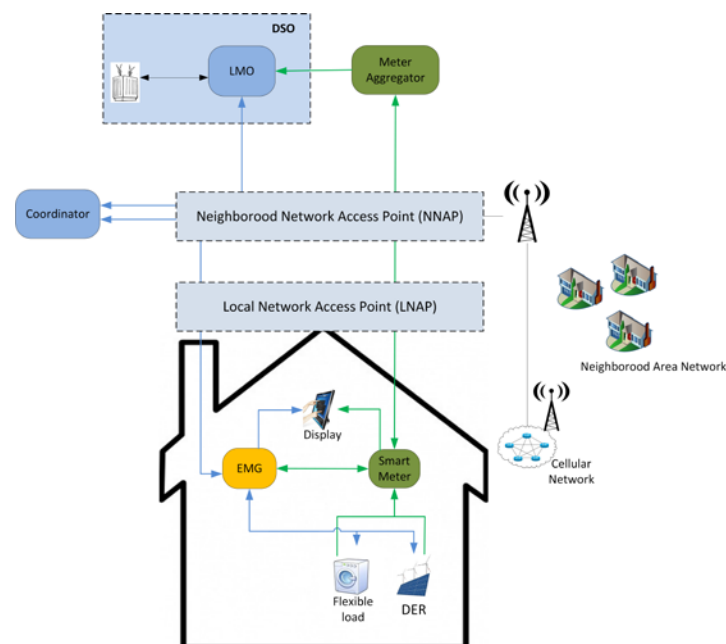 DSO
LMO
Meter
Aggregator
Coordinator
Neighborood Network Access Point (NNAP)
Local Network Access Point (LNAP)
Neighborood Area Network
Display
EMG
Smart
Meter
Cellular
Network
Flexible
load
DER